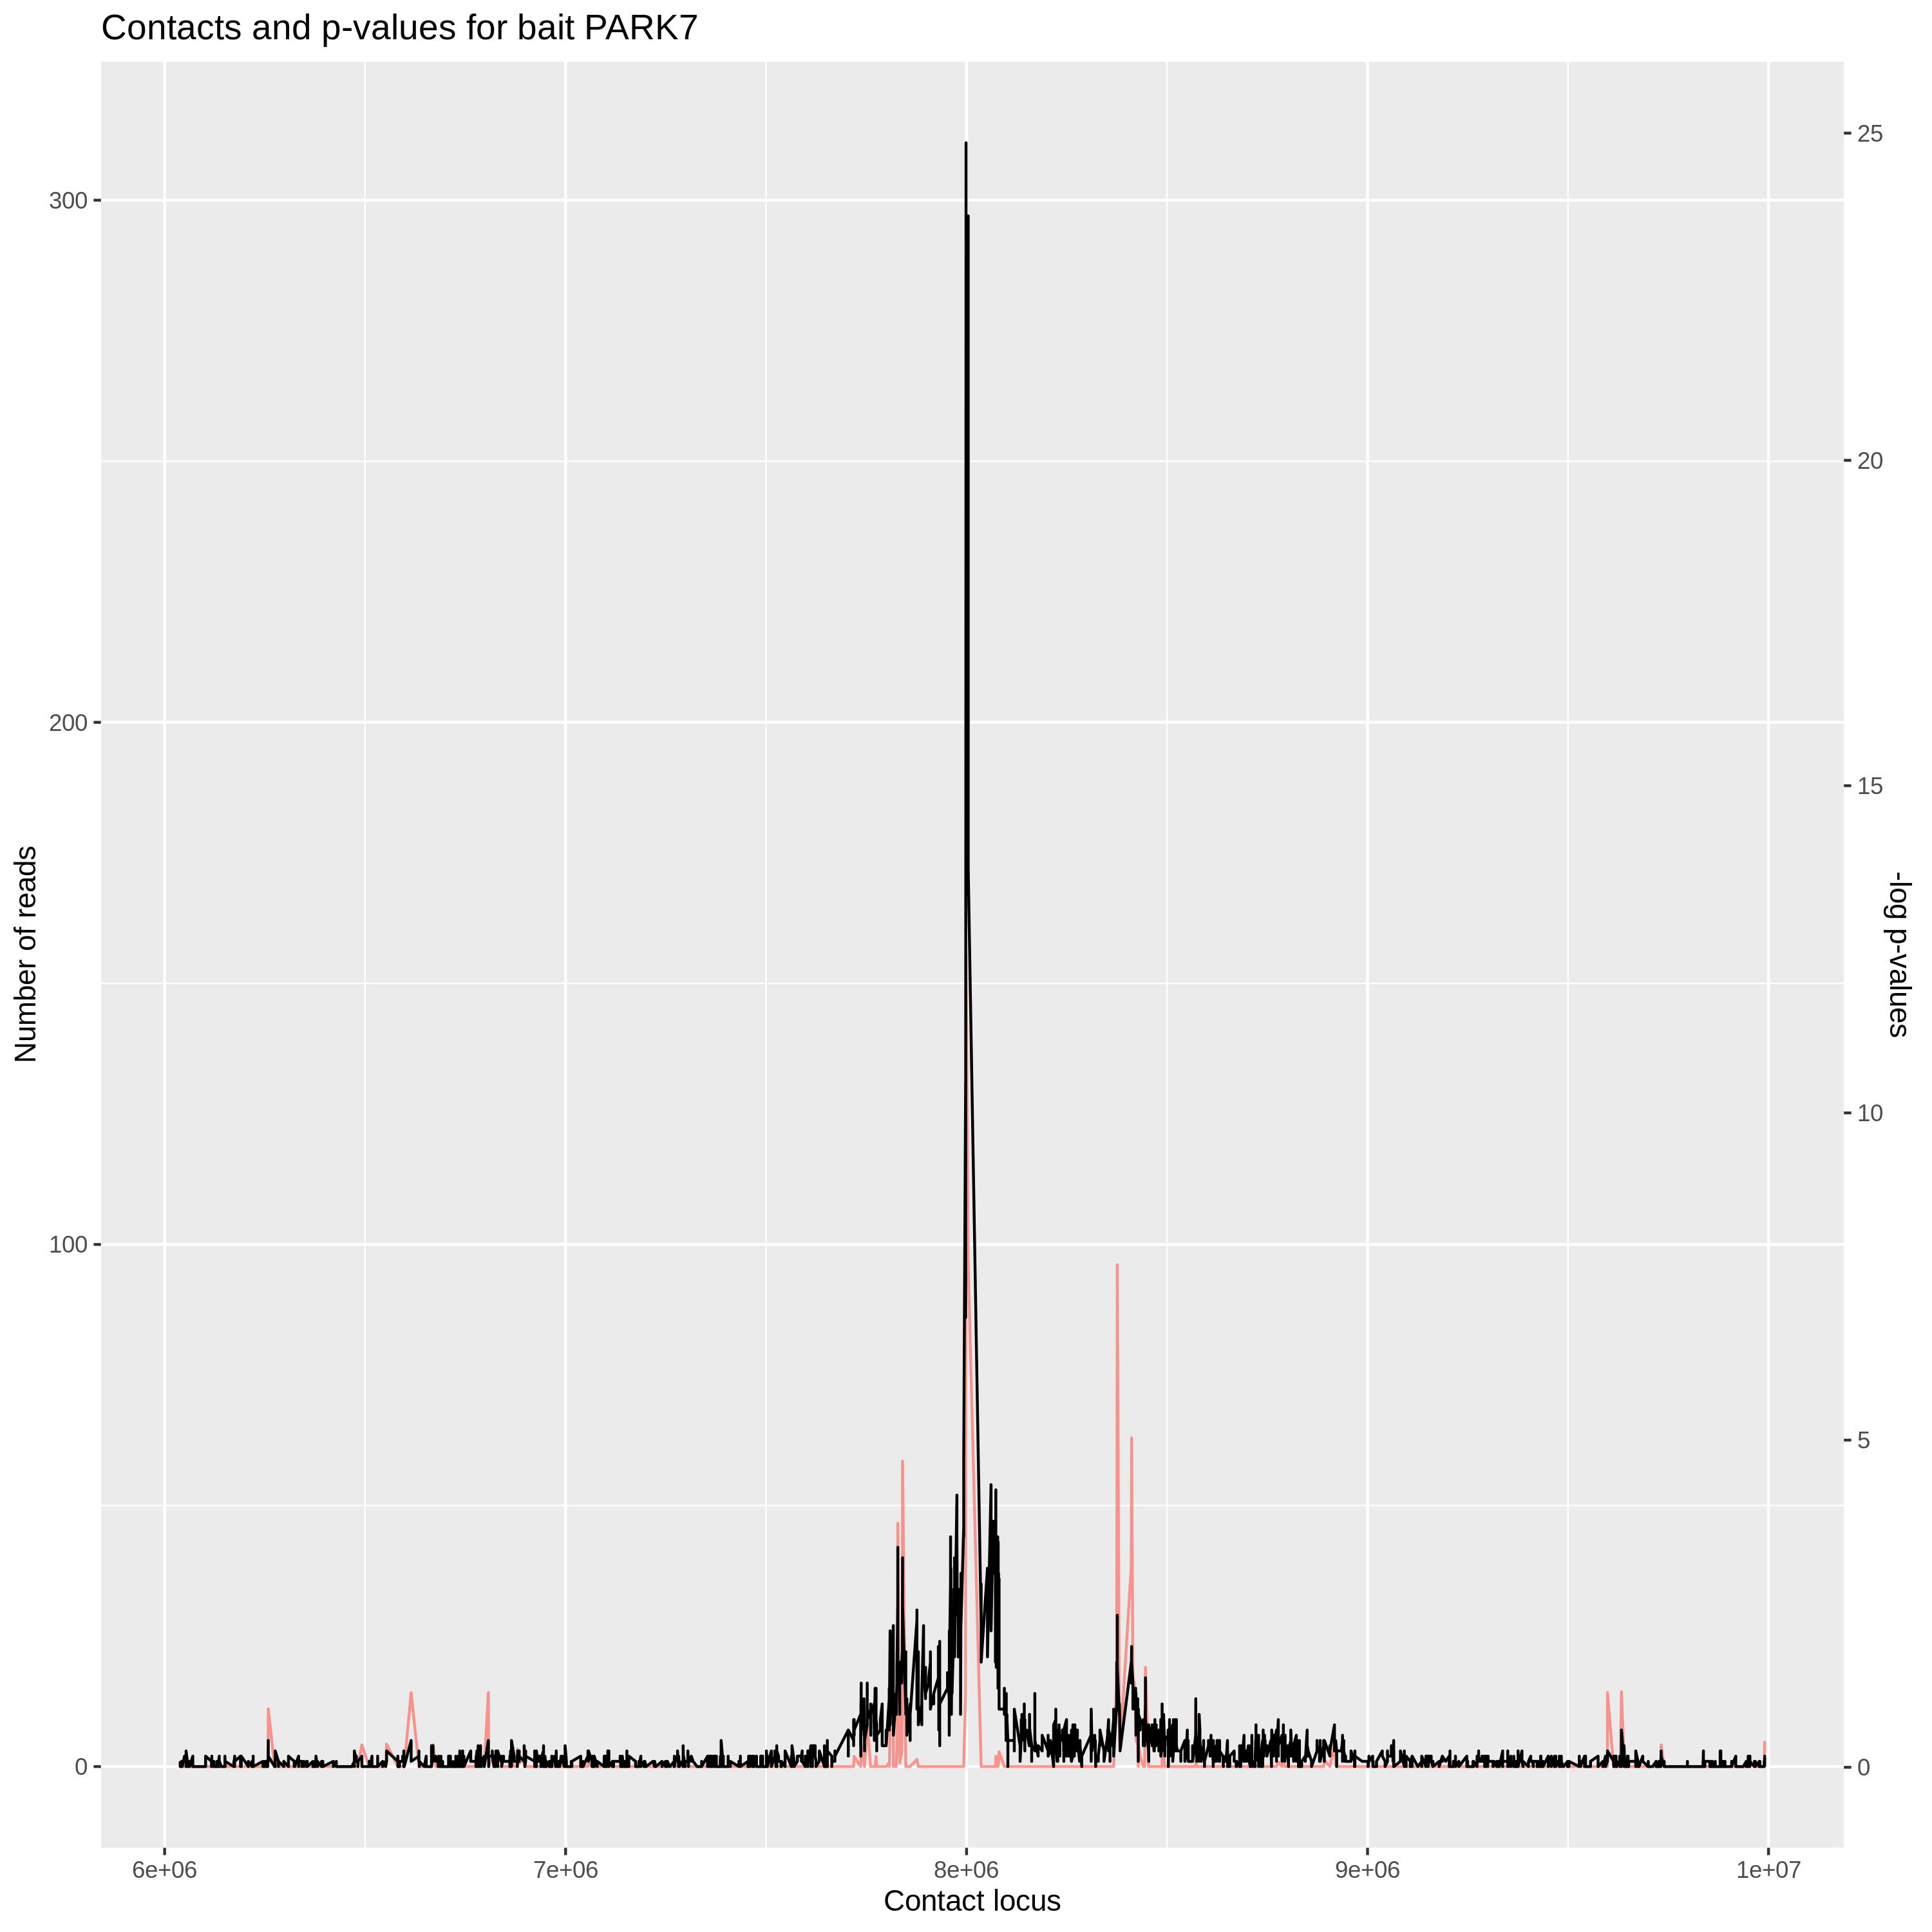 Contacts and p-values for bait PARK7
300
200
100
0
Number of reads
25
20
15
10
5
0
-log p-values
6e+06 7e+06 8e+06 9e+06 1e+07
Contact locus